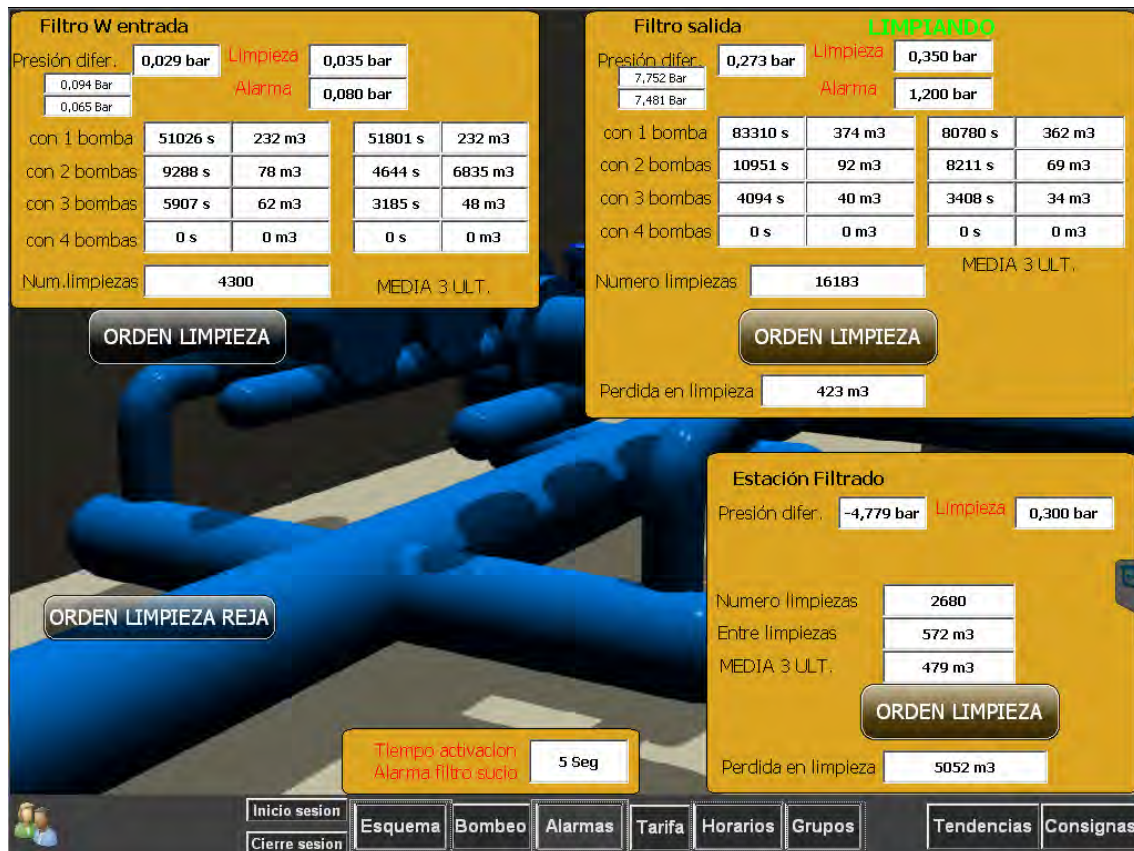 Filtro W entrada
Presión difer. 0,029 bar Limpieza 0,035 bar
0,094 Bar
0,065 Bar
Alarma 0,080 bar
con 1 bomba 51026 s 232 m3 51801 s 232 m3
con 2 bombas 9288 s 78 m3 4644 s 6835 m3
con 3 bombas 5907 s 62 m3 3185 s 48 m3
con 4 bombas 0 s 0 m3 0 s 0 m3
Num.limpiezas 4300 MEDIA 3 ULT.
ORDEN LIMPIEZA
Filtro salida LIMPIANDO
Presión difer. 0,273 bar Limpieza 0,350 bar
7,752 Bar
7,481 Bar
Alarma 1,200 bar
con 1 bomba 83310 s 374 m3 80780 s 362 m3
con 2 bombas 10951 s 92 m3 8211 s 69 m3
con 3 bombas 4094 s 40 m3 3408 s 34 m3
con 4 bombas 0 s 0 m3 0 s 0 m3
MEDIA 3 ULT.
Numero limpiezas 16183
ORDEN LIMPIEZA
Perdida en limpieza 423 m3
Estación Filtrado
Presión difer. -4,779 bar Limpieza 0,300 bar
Numero limpiezas 2680
Entre limpiezas 572 m3
MEDIA 3 ULT. 479 m3
ORDEN LIMPIEZA
Perdida en limpieza 5052 m3
ORDEN LIMPIEZA REJA
Tiempo activacion
Alarma filtro sucio 5 Seg
Inicio sesion
Cierre sesion
Esquema Bombeo Alarmas Tarifa Horarios Grupos Tendencias Consignas